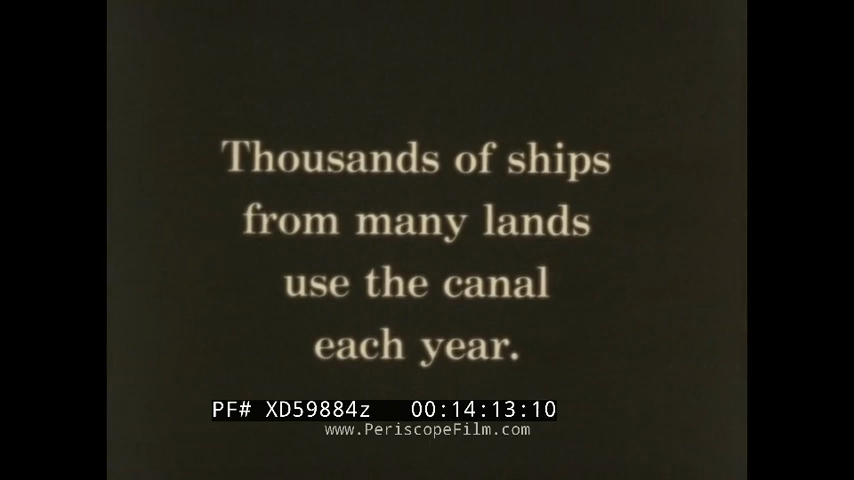 Thousands of ships
from many lands
use the canal
each year.
PF# XD59884z 00:14:13:10
www.PeriscopeFilm.com